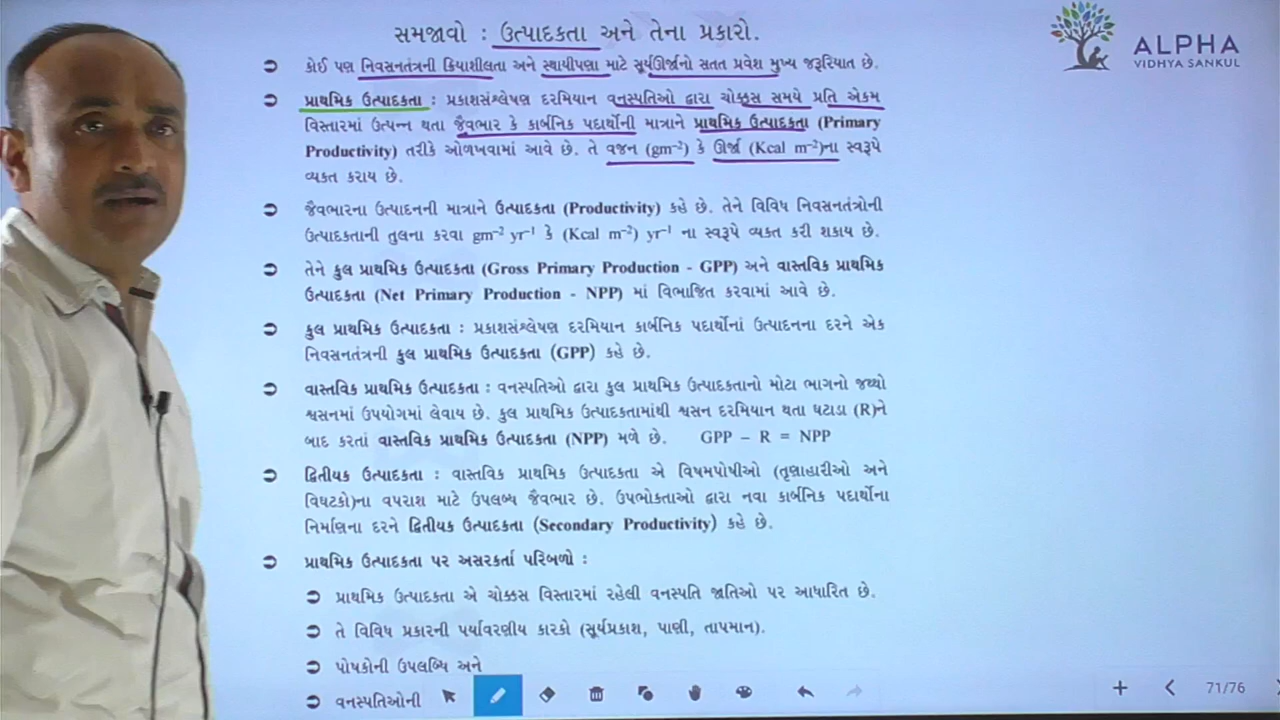 સમજાવો : ઉત્પાદકતા અને તેના પ્રકારો.
ALPHA
VIDHYA SANKUL
➲ કોઈ પણ નિવસનતંત્રની ક્રિયાશીલતા અને સ્થાયીપણા માટે સૂર્યઊર્જાનો સતત પ્રવેશ મુખ્ય જરૂરિયાત છે.
➲ પ્રાથમિક ઉત્પાદકતા : પ્રકાશસંશ્લેષણ દરમિયાન વનસ્પતિઓ દ્વારા ચોક્કસ સમયે પ્રતિ એકમ
વિસ્તારમાં ઉત્પન્ન થતા જૈવભાર કે કાર્બનિક પદાર્થોની માત્રાને પ્રાથમિક ઉત્પાદકતા (Primary
Productivity) તરીકે ઓળખવામાં આવે છે. તે વજન (gm⁻²) કે ઊર્જા (Kcal m⁻²)ના સ્વરૂપે
વ્યક્ત કરાય છે.
➲ જૈવભારના ઉત્પાદનની માત્રાને ઉત્પાદકતા (Productivity) કહે છે. તેને વિવિધ નિવસનતંત્રોની
ઉત્પાદકતાની તુલના કરવા gm⁻² yr⁻¹ કે (Kcal m⁻²) yr⁻¹ ના સ્વરૂપે વ્યક્ત કરી શકાય છે.
➲ તેને કુલ પ્રાથમિક ઉત્પાદકતા (Gross Primary Production - GPP) અને વાસ્તવિક પ્રાથમિક
ઉત્પાદકતા (Net Primary Production - NPP) માં વિભાજિત કરવામાં આવે છે.
➲ કુલ પ્રાથમિક ઉત્પાદકતા : પ્રકાશસંશ્લેષણ દરમિયાન કાર્બનિક પદાર્થોનાં ઉત્પાદનના દરને એક
નિવસનતંત્રની કુલ પ્રાથમિક ઉત્પાદકતા (GPP) કહે છે.
➲ વાસ્તવિક પ્રાથમિક ઉત્પાદકતા : વનસ્પતિઓ દ્વારા કુલ પ્રાથમિક ઉત્પાદકતાનો મોટા ભાગનો જથ્થો
શ્વસનમાં ઉપયોગમાં લેવાય છે. કુલ પ્રાથમિક ઉત્પાદકતામાંથી શ્વસન દરમિયાન થતા ઘટાડા (R)ને
બાદ કરતાં વાસ્તવિક પ્રાથમિક ઉત્પાદકતા (NPP) મળે છે. GPP – R = NPP
➲ દ્વિતીયક ઉત્પાદકતા : વાસ્તવિક પ્રાથમિક ઉત્પાદકતા એ વિષમપોષીઓ (તૃણાહારીઓ અને
વિઘટકો)ના વપરાશ માટે ઉપલબ્ધ જૈવભાર છે. ઉપભોક્તાઓ દ્વારા નવા કાર્બનિક પદાર્થોના
નિર્માણના દરને દ્વિતીયક ઉત્પાદકતા (Secondary Productivity) કહે છે.
➲ પ્રાથમિક ઉત્પાદકતા પર અસરકર્તા પરિબળો :
➲ પ્રાથમિક ઉત્પાદકતા એ ચોક્કસ વિસ્તારમાં રહેલી વનસ્પતિ જાતિઓ પર આધારિત છે.
➲ તે વિવિધ પ્રકારની પર્યાવરણીય કારકો (સૂર્યપ્રકાશ, પાણી, તાપમાન).
➲ પોષકોની ઉપલબ્ધિ અને
➲ વનસ્પતિઓની
71/76